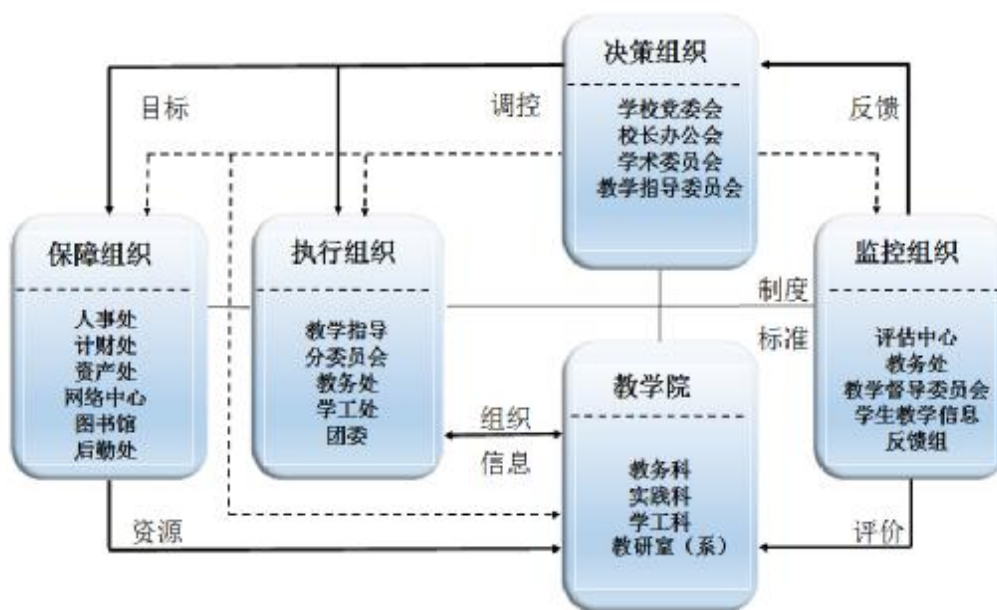 决策组织
学校党委会
校长办公会
学术委员会
教学指导委员会
目标
调控
反馈
保障组织
人事处
计财处
资产处
网络中心
图书馆
后勤处
执行组织
教学指导
分委员会
教务处
学工处
团委
监控组织
评估中心
教务处
教学督导委员会
学生教学信息
反馈组
制度
标准
教学院
教务科
实践科
学工科
教研室（系）
组织
信息
资源
评价